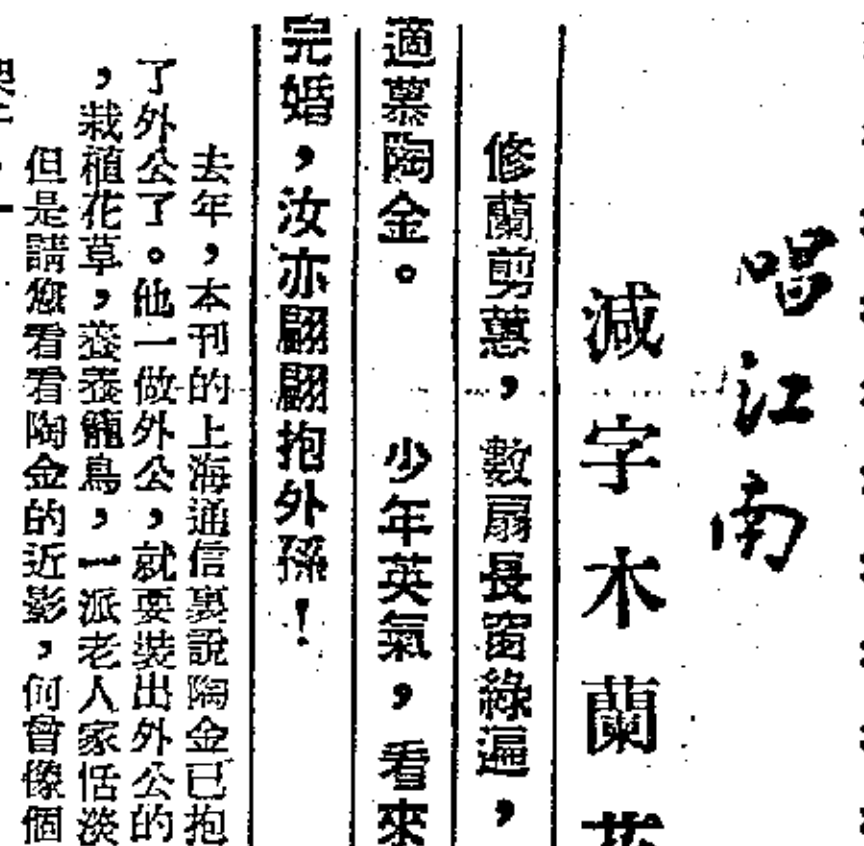 唱江南
減字木蘭花
修蘭剪蕙，數扇長窗綠遍，
適慕陶金。　少年英氣，看來
完婚，汝亦翩翩抱外孫！
去年，本刊的上海通信裏說陶金已抱
了外公了。他一做外公，就要裝出外公的
，栽植花草，養養籠鳥，一派老人家恬淡
但是請您看看陶金的近影，何曾像個